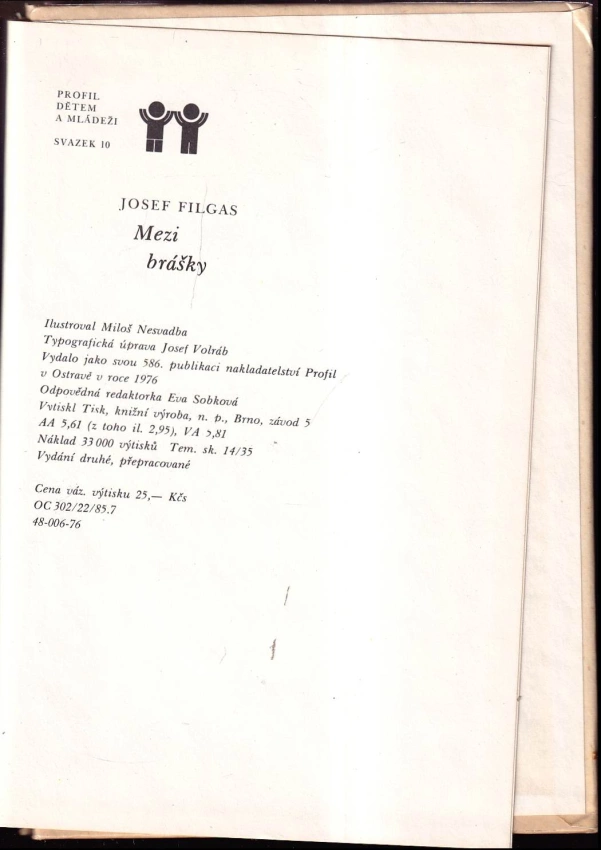 PROFIL
DĚTEM
A MLÁDEŽI
SVAZEK 10
JOSEF FILGAS
Mezi
brášky
Ilustroval Miloš Nesvadba
Typografická úprava Josef Volráb
Vydalo jako svou 586. publikaci nakladatelství Profil
v Ostravě v roce 1976
Odpovědná redaktorka Eva Sobková
Vytiskl Tisk, knižní výroba, n. p., Brno, závod 5
AA 5,61 (z toho il. 2,95), VA 5,81
Náklad 33 000 výtisků Tem. sk. 14/35
Vydání druhé, přepracované
Cena váz. výtisku 25,— Kčs
OC 302/22/85.7
48-006-76